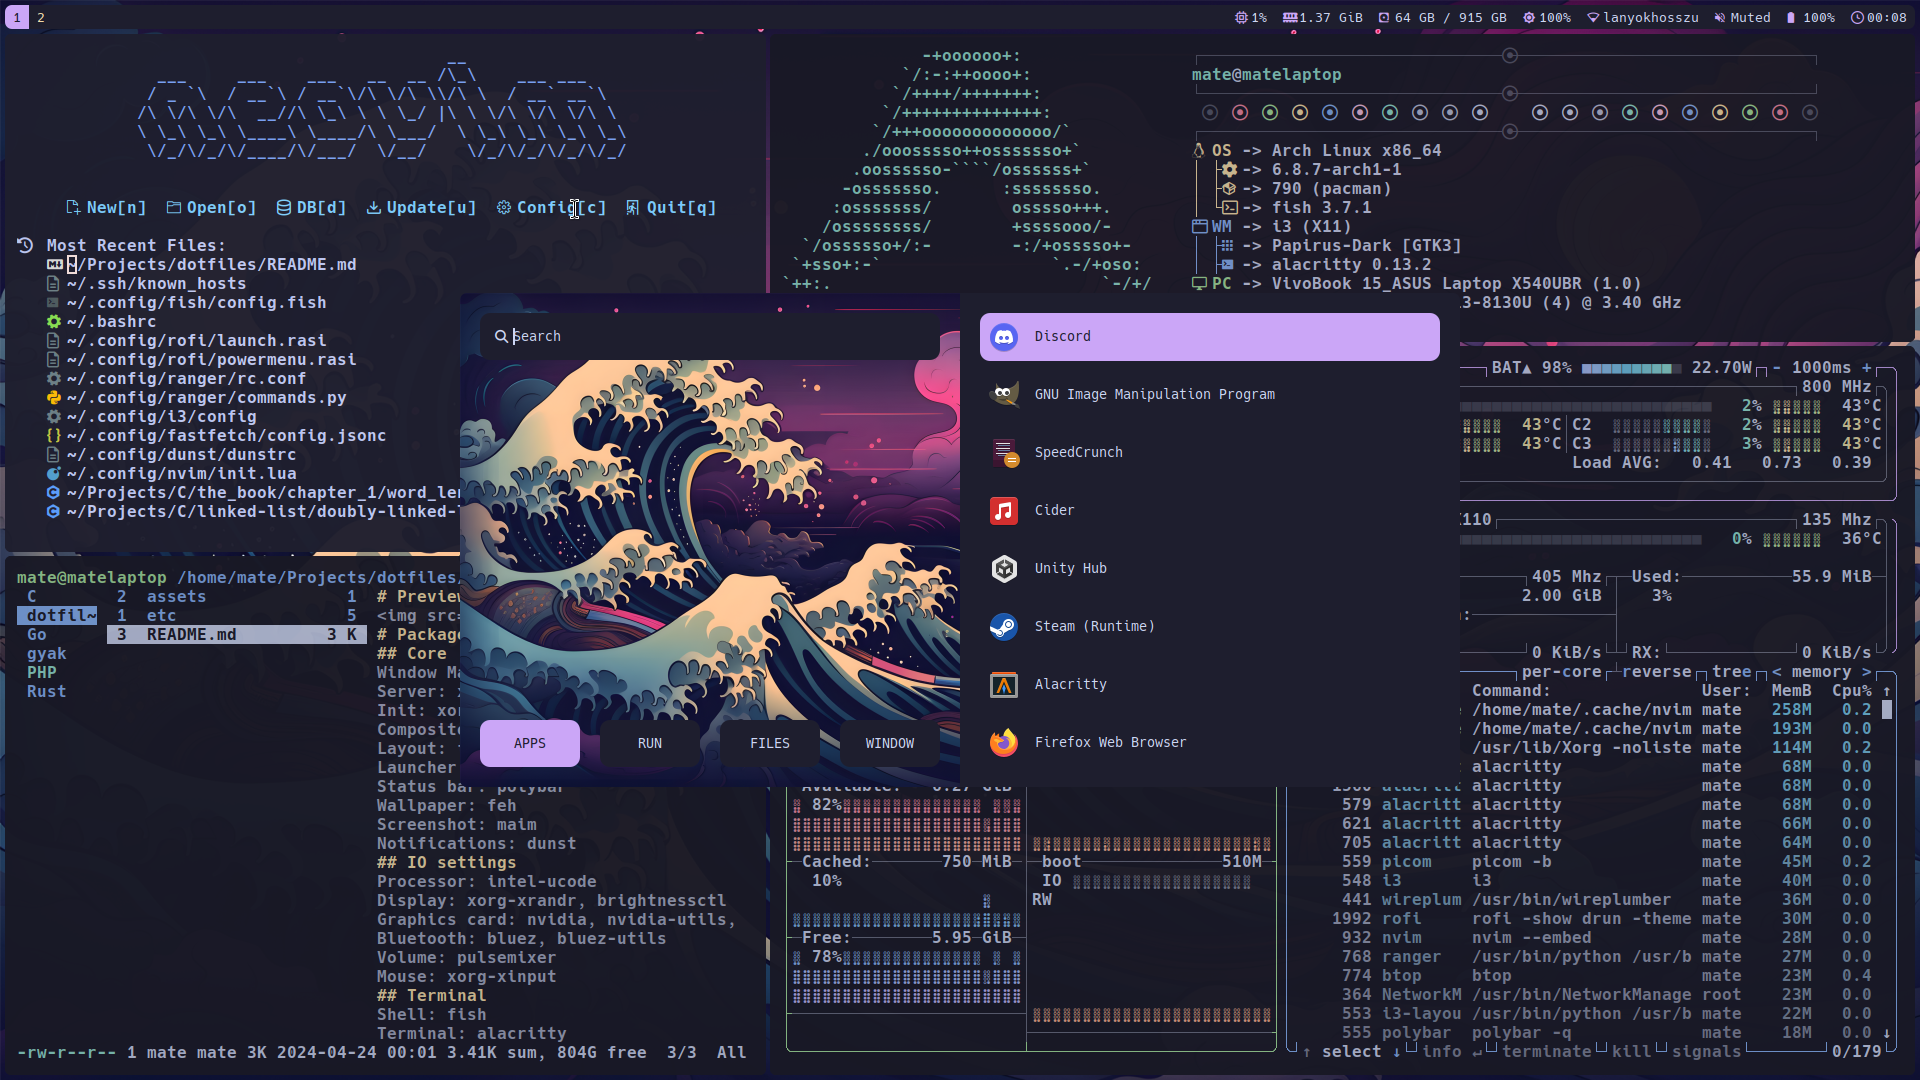 1 2
1% 1.37 GiB 64 GB / 915 GB 100% lanyokhosszu Muted 100% 00:08
New[n] Open[o] DB[d] Update[u] Config[c] Quit[q]
Most Recent Files:
~/Projects/dotfiles/README.md
~/.ssh/known_hosts
~/.config/fish/config.fish
~/.bashrc
~/.config/rofi/launch.rasi
~/.config/rofi/powermenu.rasi
~/.config/ranger/rc.conf
~/.config/ranger/commands.py
~/.config/i3/config
~/.config/fastfetch/config.jsonc
~/.config/dunst/dunstrc
~/.config/nvim/init.lua
~/Projects/C/the_book/chapter_1/word_le
~/Projects/C/linked-list/doubly-linked-
mate@matelaptop
OS -> Arch Linux x86_64
-> 6.8.7-arch1-1
-> 790 (pacman)
-> fish 3.7.1
WM -> i3 (X11)
-> Papirus-Dark [GTK3]
-> alacritty 0.13.2
PC -> VivoBook 15_ASUS Laptop X540UBR (1.0)
3-8130U (4) @ 3.40 GHz
Search
APPS RUN FILES WINDOW
Discord
GNU Image Manipulation Program
SpeedCrunch
Cider
Unity Hub
Steam (Runtime)
Alacritty
Firefox Web Browser
BAT▲ 98% 22.70W - 1000ms +
800 MHz
2% 43°C
43°C C2 2% 43°C
43°C C3 3% 43°C
Load AVG: 0.41 0.73 0.39
110 135 Mhz
0% 36°C
405 Mhz Used: 55.9 MiB
2.00 GiB 3%
0 KiB/s RX: 0 KiB/s
mate@matelaptop /home/mate/Projects/dotfiles/
C 2 assets 1 # Previe
dotfil~ 1 etc 5 <img src=
Go 3 README.md 3 K # Packag
gyak ## Core
PHP Window Ma
Rust Server:
Init: xo
Composit
Layout:
Launcher
Status bar: polybar
Wallpaper: feh
Screenshot: maim
Notifications: dunst
## IO settings
Processor: intel-ucode
Display: xorg-xrandr, brightnessctl
Graphics card: nvidia, nvidia-utils,
Bluetooth: bluez, bluez-utils
Volume: pulsemixer
Mouse: xorg-xinput
## Terminal
Shell: fish
Terminal: alacritty
-rw-r--r-- 1 mate mate 3K 2024-04-24 00:01 3.41K sum, 804G free 3/3 All
Available: 6.27 GiB
82%
Cached: 750 MiB
10%
Free: 5.95 GiB
78%
boot 510M
IO
RW
per-core reverse tree < memory >
Command: User: MemB Cpu% ↑
/home/mate/.cache/nvim mate 258M 0.2
/home/mate/.cache/nvim mate 193M 0.0
/usr/lib/Xorg -noliste mate 114M 0.2
alacritty mate 68M 0.0
alacritt alacritty mate 68M 0.0
579 alacritt alacritty mate 68M 0.0
621 alacritt alacritty mate 66M 0.0
705 alacritt alacritty mate 64M 0.0
559 picom picom -b mate 45M 0.2
548 i3 i3 mate 40M 0.0
441 wireplum /usr/bin/wireplumber mate 36M 0.0
1992 rofi rofi -show drun -theme mate 30M 0.0
932 nvim nvim --embed mate 28M 0.0
768 ranger /usr/bin/python /usr/b mate 27M 0.0
774 btop btop mate 23M 0.4
364 NetworkM /usr/bin/NetworkManage root 23M 0.0
553 i3-layou /usr/bin/python /usr/b mate 22M 0.0
555 polybar polybar -q mate 18M 0.0 ↓
↑ select ↓ info ↵ terminate kill signals 0/179